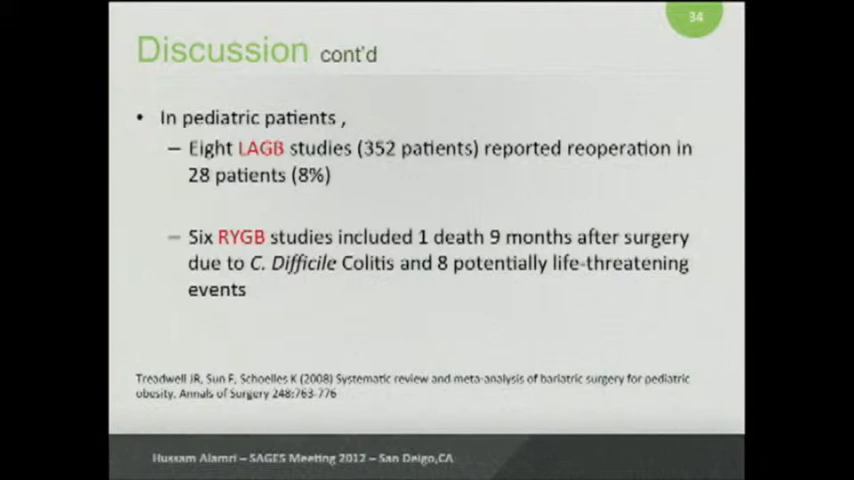 34
Discussion cont'd
• In pediatric patients ,
– Eight LAGB studies (352 patients) reported reoperation in
28 patients (8%)
– Six RYGB studies included 1 death 9 months after surgery
due to C. Difficile Colitis and 8 potentially life-threatening
events
Treadwell JR, Sun F, Schoelles K (2008) Systematic review and meta-analysis of bariatric surgery for pediatric
obesity. Annals of Surgery 248:763-776
Hussam Alamri – SAGES Meeting 2012 – San Deigo,CA